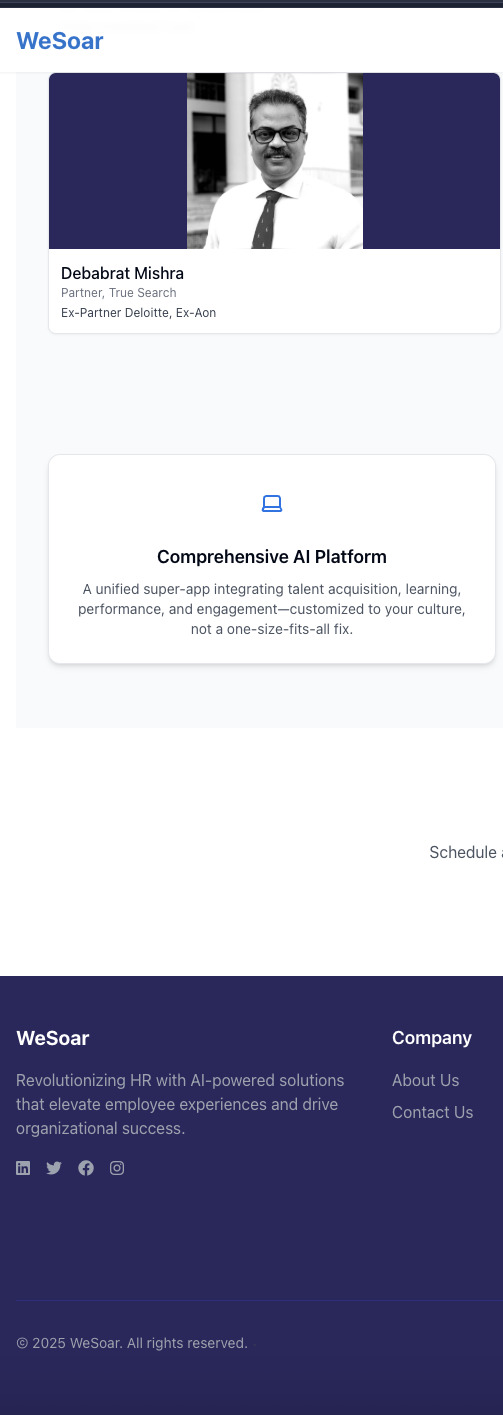 WeSoar
Debabrat Mishra
Partner, True Search
Ex-Partner Deloitte, Ex-Aon
Comprehensive AI Platform
A unified super-app integrating talent acquisition, learning,
performance, and engagement—customized to your culture,
not a one-size-fits-all fix.
Schedule
WeSoar
Revolutionizing HR with AI-powered solutions
that elevate employee experiences and drive
organizational success.
Company
About Us
Contact Us
© 2025 WeSoar. All rights reserved.